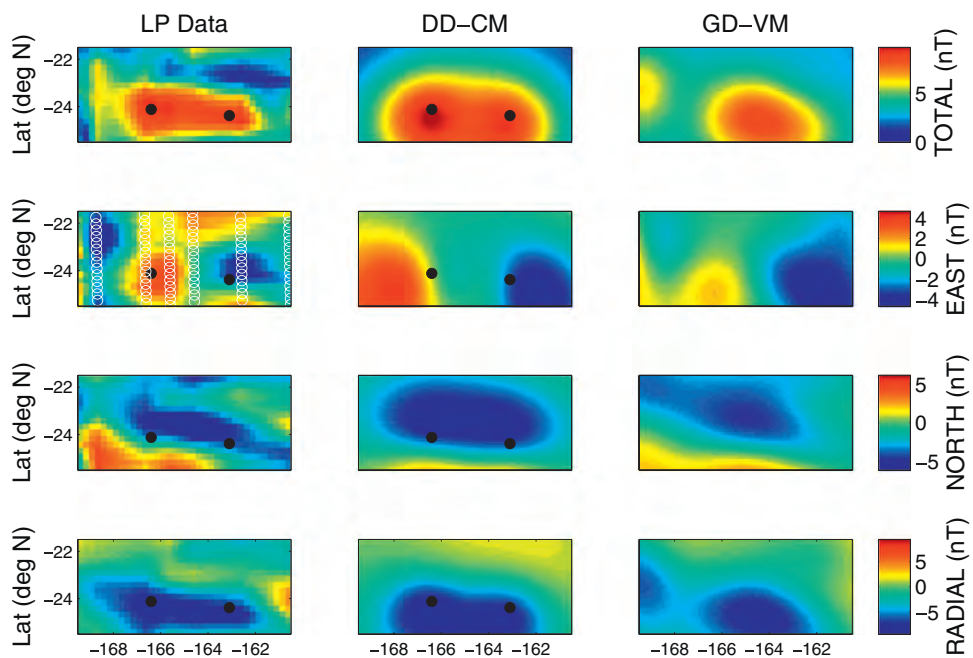 LP Data DD−CM GD−VM
−22
−24
Lat (deg N)
5
0
TOTAL (nT)
−22
−24
Lat (deg N)
4
2
0
−2
−4
EAST (nT)
−22
−24
Lat (deg N)
5
0
−5
NORTH (nT)
−22
−24
Lat (deg N)
5
0
−5
RADIAL (nT)
−168 −166 −164 −162 −168 −166 −164 −162 −168 −166 −164 −162